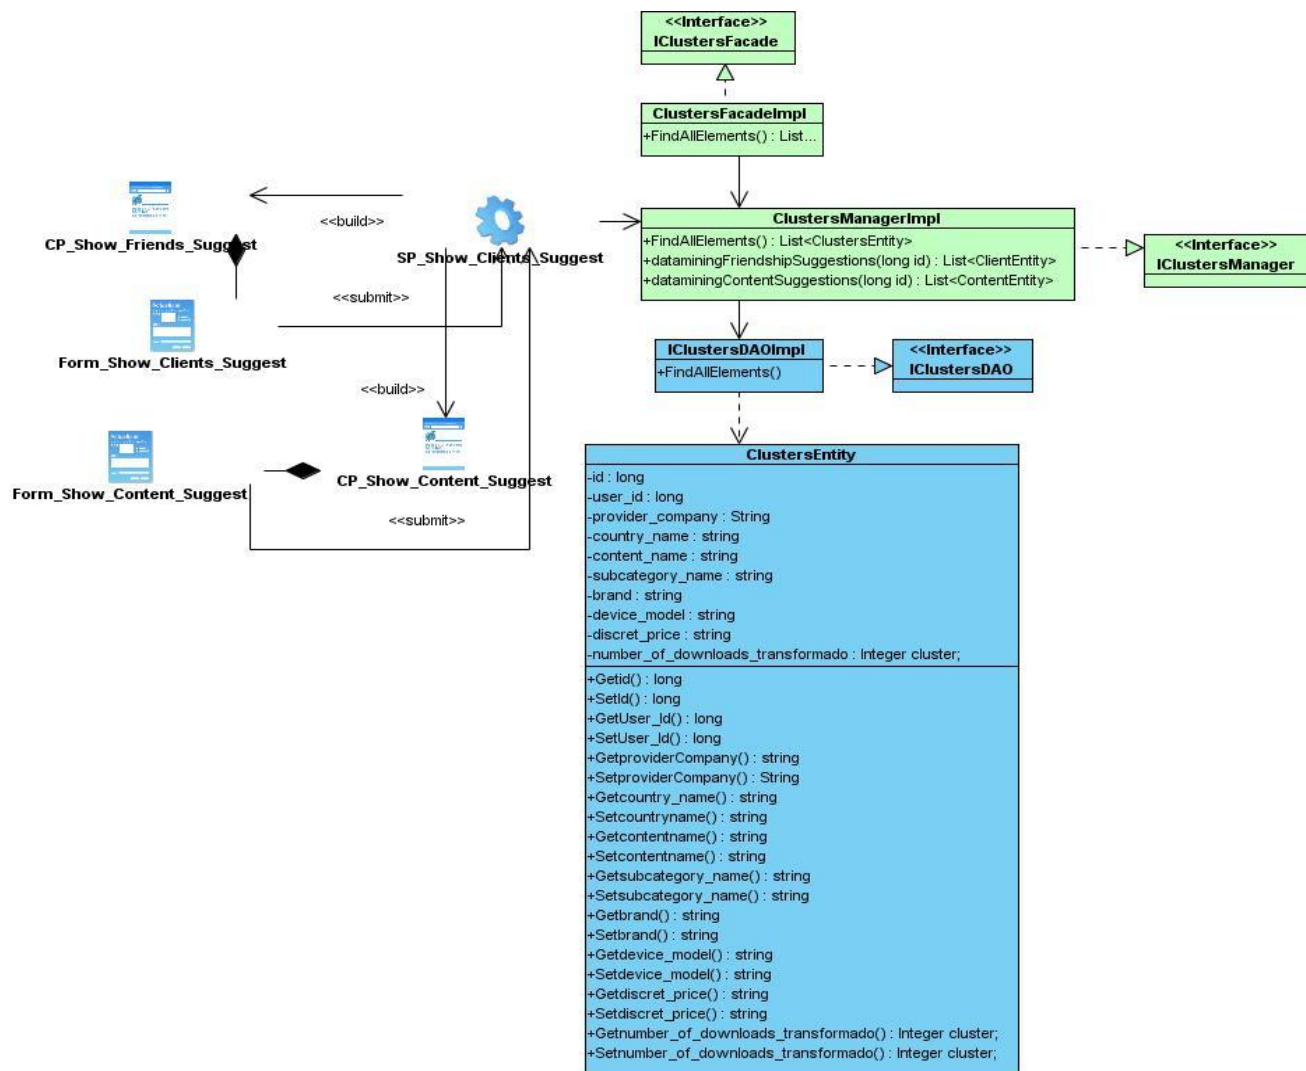 <<Interface>>
IClustersFacade
ClustersFacadeImpl
+FindAllElements() : List...
CP_Show_Friends_Suggest
<<build>>
SP_Show_Clients_Suggest
ClustersManagerImpl
+FindAllElements() : List<ClustersEntity>
+dataminingFriendshipSuggestions(long id) : List<ClientEntity>
+dataminingContentSuggestions(long id) : List<ContentEntity>
<<Interface>>
IClustersManager
<<submit>>
Form_Show_Clients_Suggest
IClustersDAOImpl
+FindAllElements()
<<Interface>>
IClustersDAO
<<build>>
Form_Show_Content_Suggest
CP_Show_Content_Suggest
<<submit>>
ClustersEntity
-id : long
-user_id : long
-provider_company : String
-country_name : string
-content_name : string
-subcategory_name : string
-brand : string
-device_model : string
-discret_price : string
-number_of_downloads_transformado : Integer cluster;
+Getid() : long
+SetId() : long
+GetUser_Id() : long
+SetUser_Id() : long
+GetproviderCompany() : string
+SetproviderCompany() : String
+Getcountry_name() : string
+Setcountryname() : string
+Getcontentname() : string
+Setcontentname() : string
+Getsubcategory_name() : string
+Setsubcategory_name() : string
+Getbrand() : string
+Setbrand() : string
+Getdevice_model() : string
+Setdevice_model() : string
+Getdiscret_price() : string
+Setdiscret_price() : string
+Getnumber_of_downloads_transformado() : Integer cluster;
+Setnumber_of_downloads_transformado() : Integer cluster;